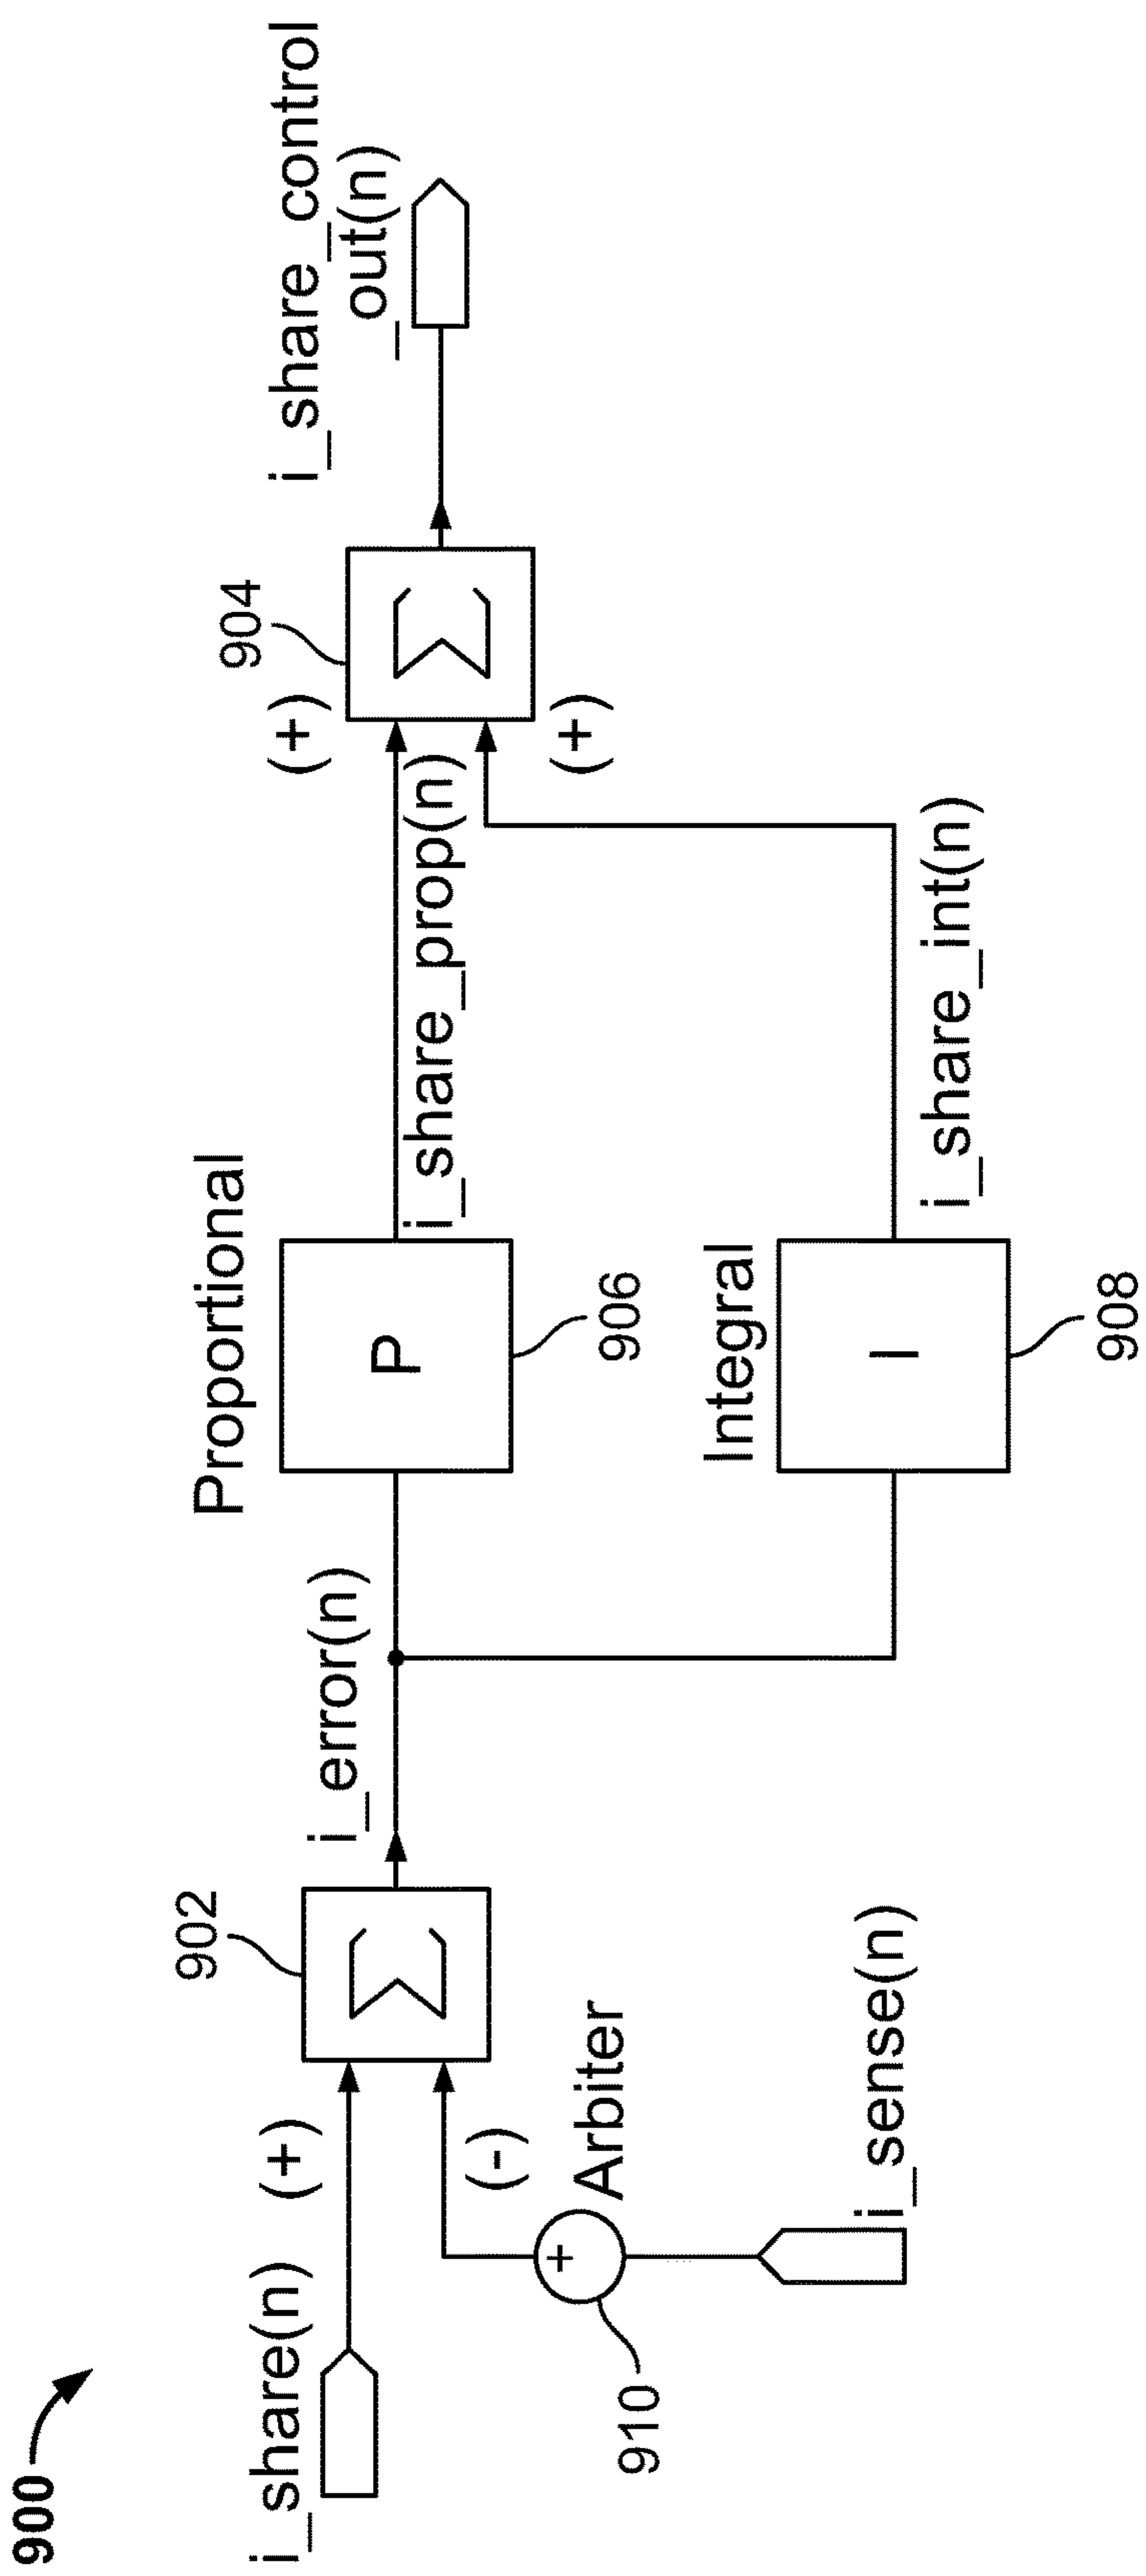 900
i_share(n)
(+)
902
Σ
(-)
910
+
Arbiter
i_sense(n)
i_error(n)
Proportional
P
906
Integral
I
908
i_share_prop(n)
i_share_int(n)
(+)
904
Σ
(+)
i_share_control
_out(n)